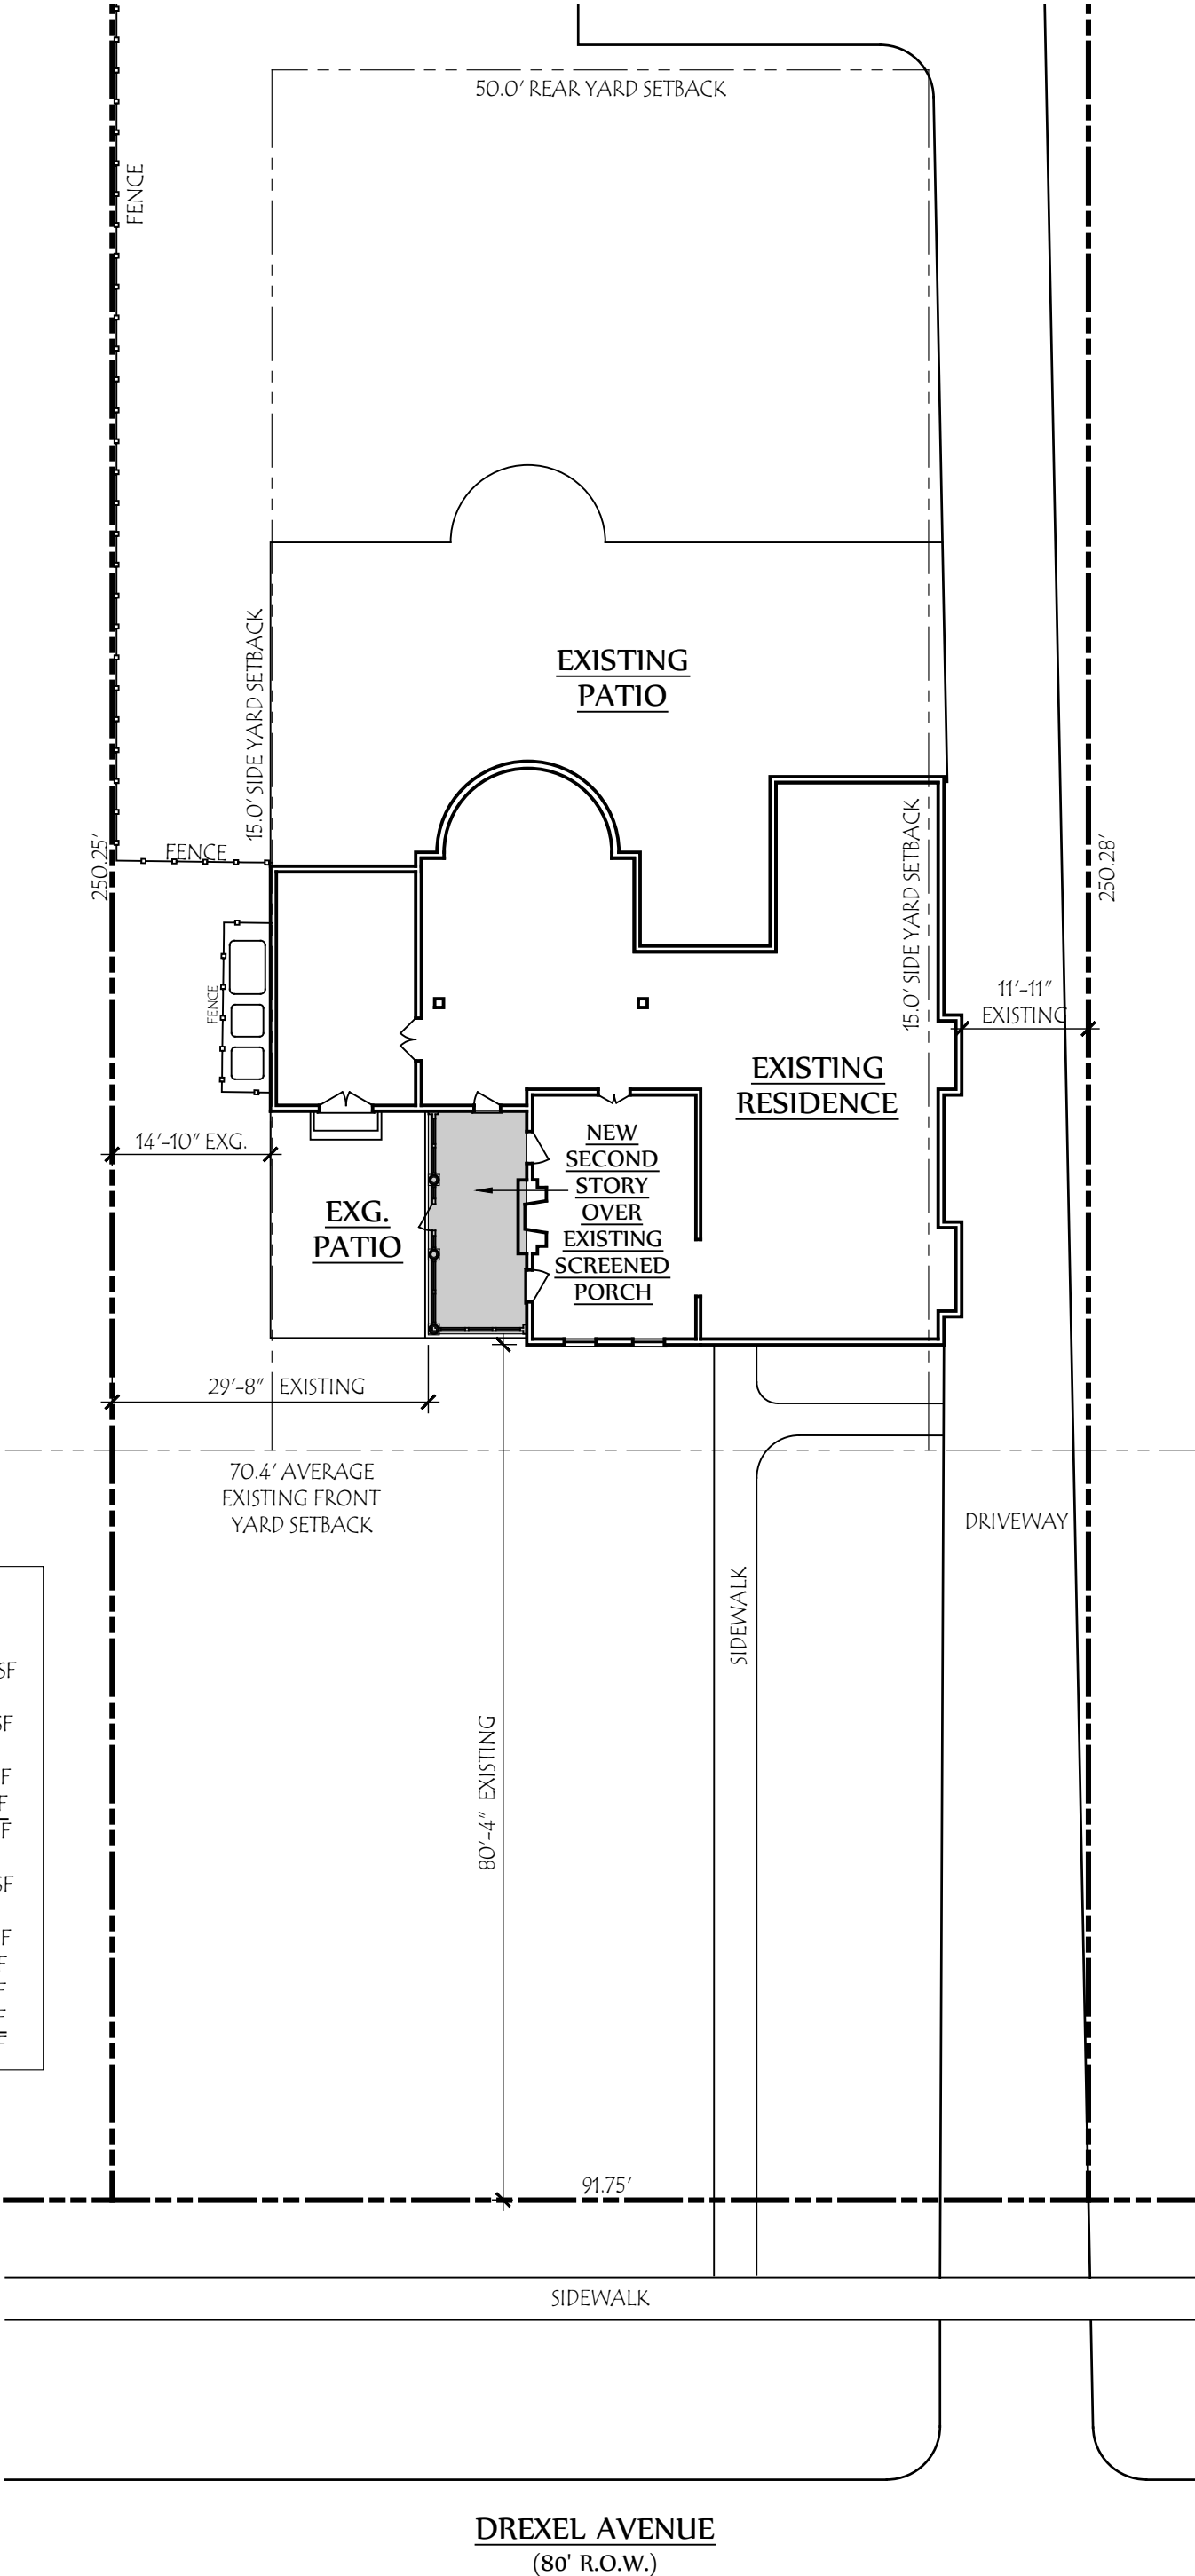 50.0' REAR YARD SETBACK
FENCE
15.0' SIDE YARD SETBACK
EXISTING
PATIO
250.25'
FENCE
15.0' SIDE YARD SETBACK
250.28'
FENCE
11'-11"
EXISTING
EXISTING
RESIDENCE
14'-10" EXG.
NEW
SECOND
STORY
OVER
EXISTING
SCREENED
PORCH
EXG.
PATIO
29'-8" EXISTING
70.4' AVERAGE
EXISTING FRONT
YARD SETBACK
DRIVEWAY
SIDEWALK
SF
SF
F
F
F
SF
F
F
F
F
F
80'-4" EXISTING
91.75'
SIDEWALK
DREXEL AVENUE
(80' R.O.W.)